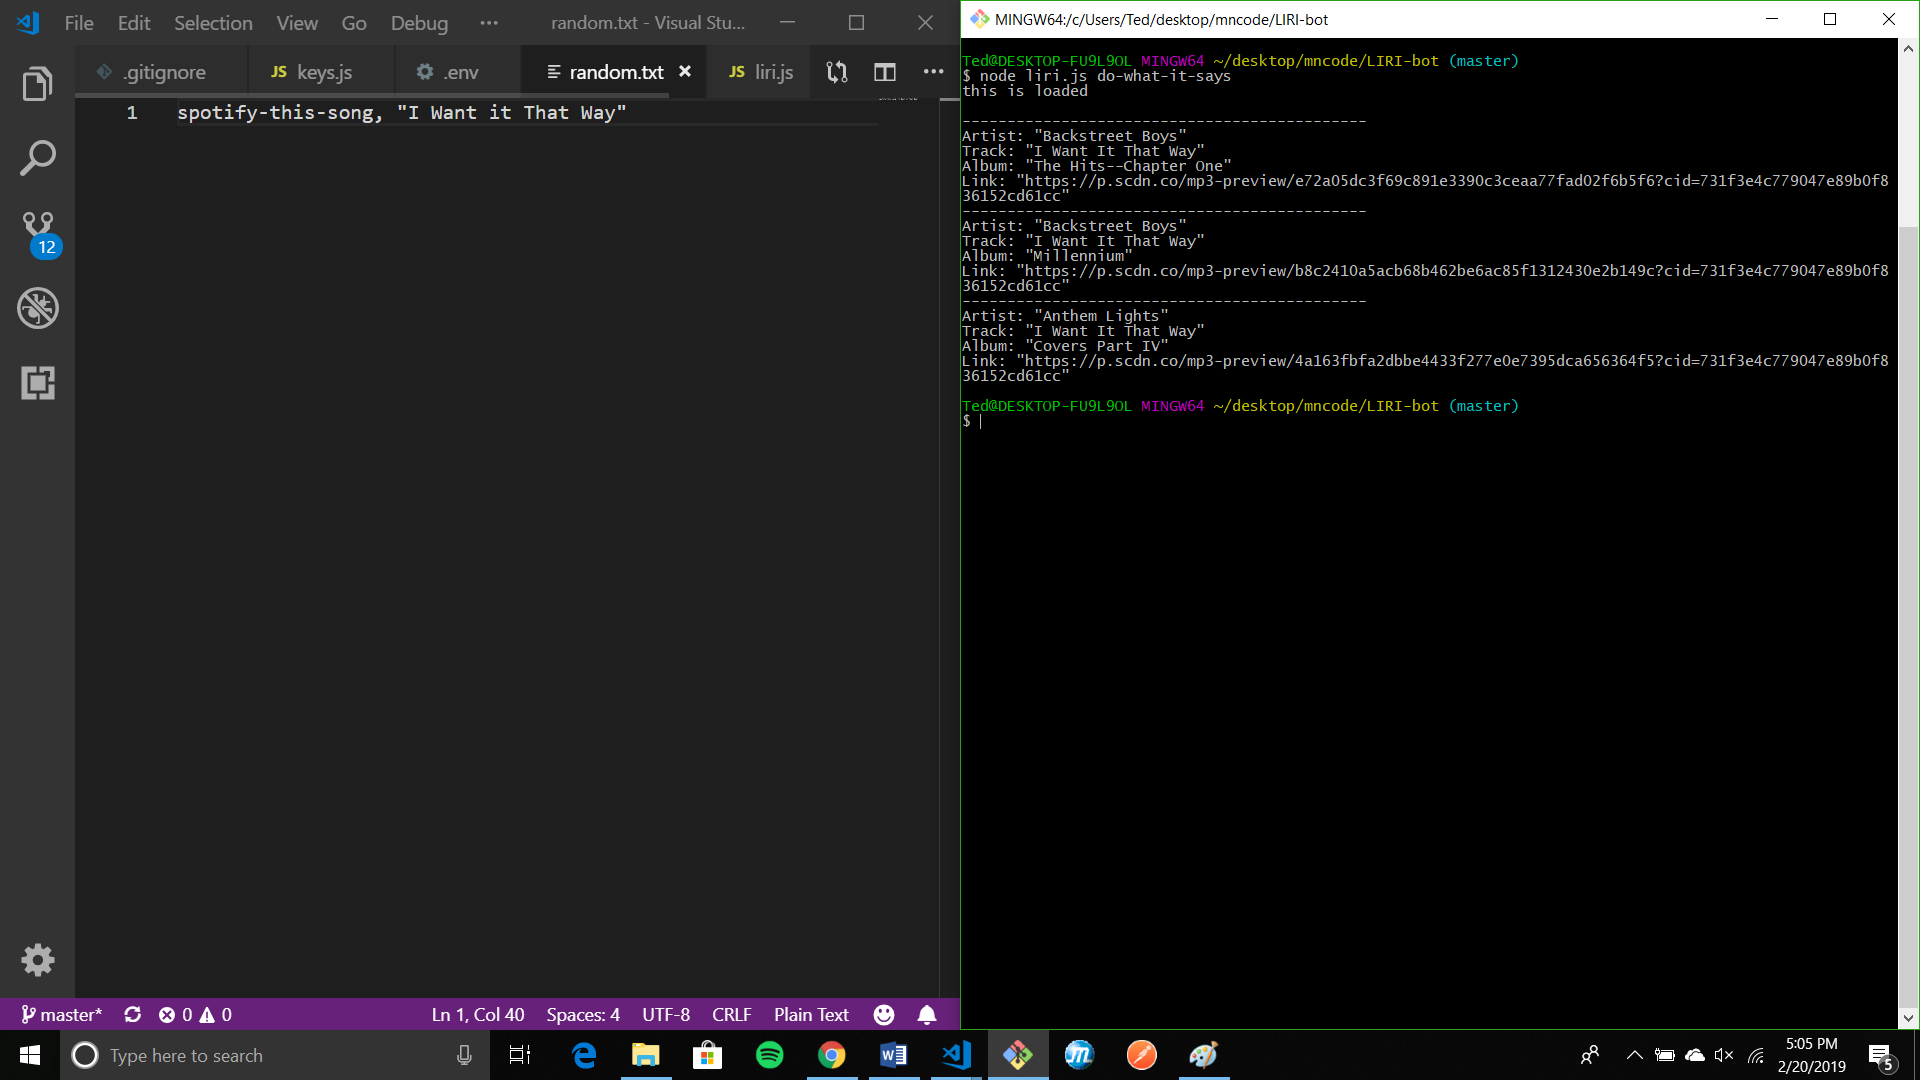 File Edit Selection View Go Debug ··· random.txt - Visual Stu...
.gitignore JS keys.js .env random.txt JS liri.js
1 spotify-this-song, "I Want it That Way"
12
master* 0 0 Ln 1, Col 40 Spaces: 4 UTF-8 CRLF Plain Text
MINGW64:/c/Users/Ted/desktop/mncode/LIRI-bot
Ted@DESKTOP-FU9L9OL MINGW64 ~/desktop/mncode/LIRI-bot (master)
$ node liri.js do-what-it-says
this is loaded
---------------------------------------------
Artist: "Backstreet Boys"
Track: "I Want It That Way"
Album: "The Hits--Chapter One"
Link: "https://p.scdn.co/mp3-preview/e72a05dc3f69c891e3390c3ceaa77fad02f6b5f6?cid=731f3e4c779047e89b0f8
36152cd61cc"
---------------------------------------------
Artist: "Backstreet Boys"
Track: "I Want It That Way"
Album: "Millennium"
Link: "https://p.scdn.co/mp3-preview/b8c2410a5acb68b462be6ac85f1312430e2b149c?cid=731f3e4c779047e89b0f8
36152cd61cc"
---------------------------------------------
Artist: "Anthem Lights"
Track: "I Want It That Way"
Album: "Covers Part IV"
Link: "https://p.scdn.co/mp3-preview/4a163fbfa2dbbe4433f277e0e7395dca656364f5?cid=731f3e4c779047e89b0f8
36152cd61cc"
Ted@DESKTOP-FU9L9OL MINGW64 ~/desktop/mncode/LIRI-bot (master)
$
Type here to search
5:05 PM
2/20/2019
5